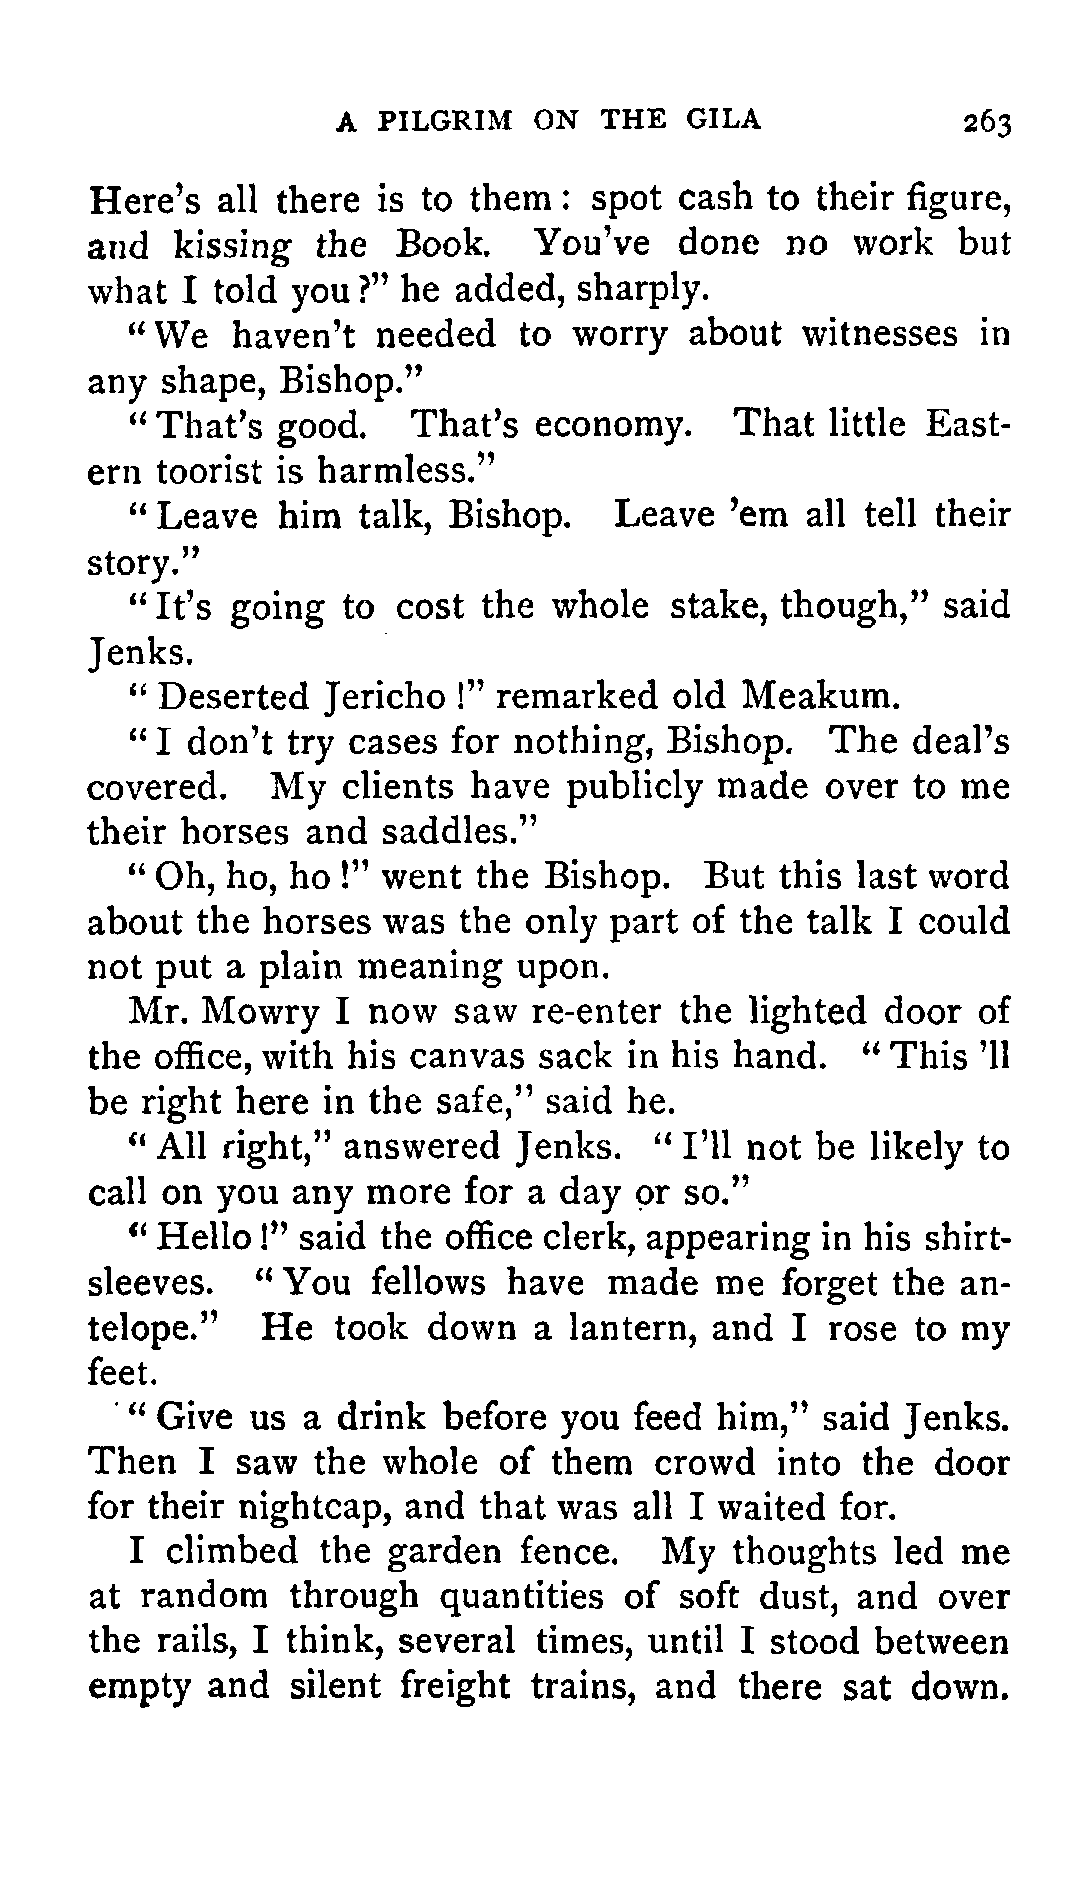 A PILGRIM ON THE GILA 263
Here's all there is to them: spot cash to their figure,
and kissing the Book. You've done no work but
what I told you?" he added, sharply.
"We haven't needed to worry about witnesses in
any shape, Bishop."
"That's good. That's economy. That little East-
ern toorist is harmless."
"Leave him talk, Bishop. Leave 'em all tell their
story."
"It's going to cost the whole stake, though," said
Jenks.
"Deserted Jericho!" remarked old Meakum.
"I don't try cases for nothing, Bishop. The deal's
covered. My clients have publicly made over to me
their horses and saddles."
"Oh, ho, ho!" went the Bishop. But this last word
about the horses was the only part of the talk I could
not put a plain meaning upon.
Mr. Mowry I now saw re-enter the lighted door of
the office, with his canvas sack in his hand. "This 'll
be right here in the safe," said he.
"All right," answered Jenks. "I'll not be likely to
call on you any more for a day or so."
"Hello!" said the office clerk, appearing in his shirt-
sleeves. "You fellows have made me forget the an-
telope." He took down a lantern, and I rose to my
feet.
"Give us a drink before you feed him," said Jenks.
Then I saw the whole of them crowd into the door
for their nightcap, and that was all I waited for.
I climbed the garden fence. My thoughts led me
at random through quantities of soft dust, and over
the rails, I think, several times, until I stood between
empty and silent freight trains, and there sat down.